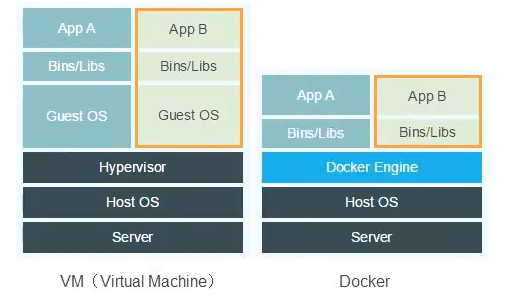 App A
App B
Bins/Libs
Bins/Libs
Guest OS
Guest OS
Hypervisor
Host OS
Server
VM（Virtual Machine）
App A
App B
Bins/Libs
Bins/Libs
Docker Engine
Host OS
Server
Docker